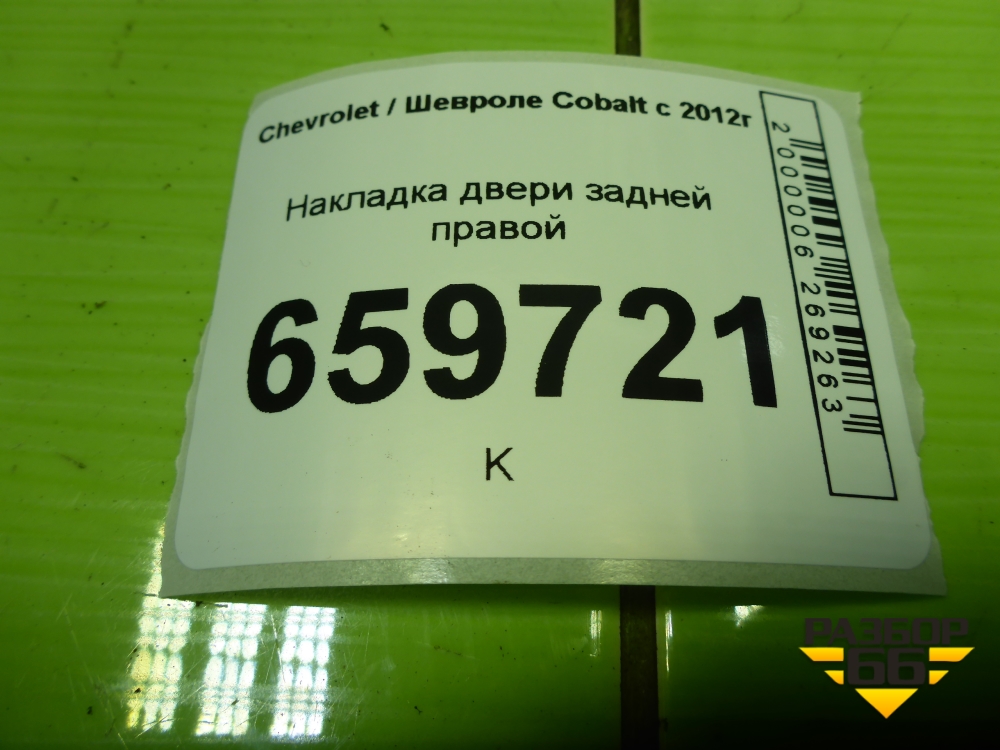 Chevrolet / Шевроле Cobalt с 2012г
Накладка двери задней
правой
659721
К
2000006269263
РАЗБОР
66